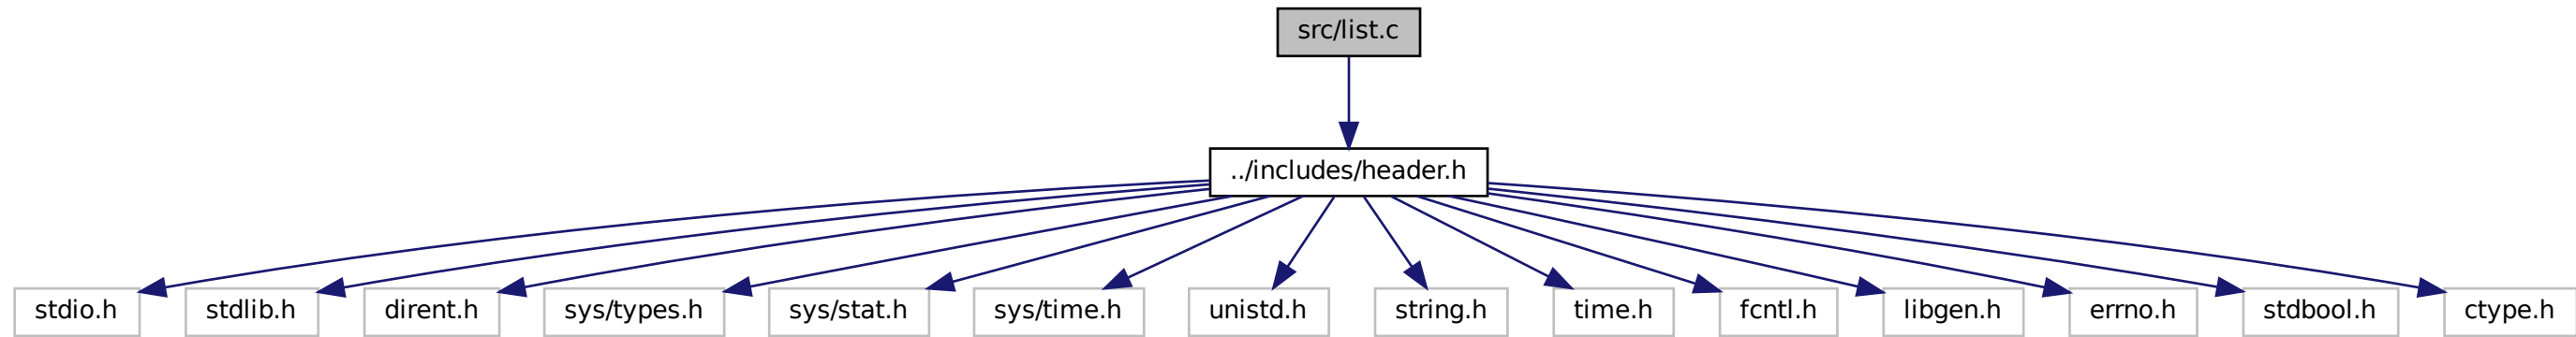 src/list.c
../includes/header.h
stdio.h
stdlib.h
dirent.h
sys/types.h
sys/stat.h
sys/time.h
unistd.h
string.h
time.h
fcntl.h
libgen.h
errno.h
stdbool.h
ctype.h